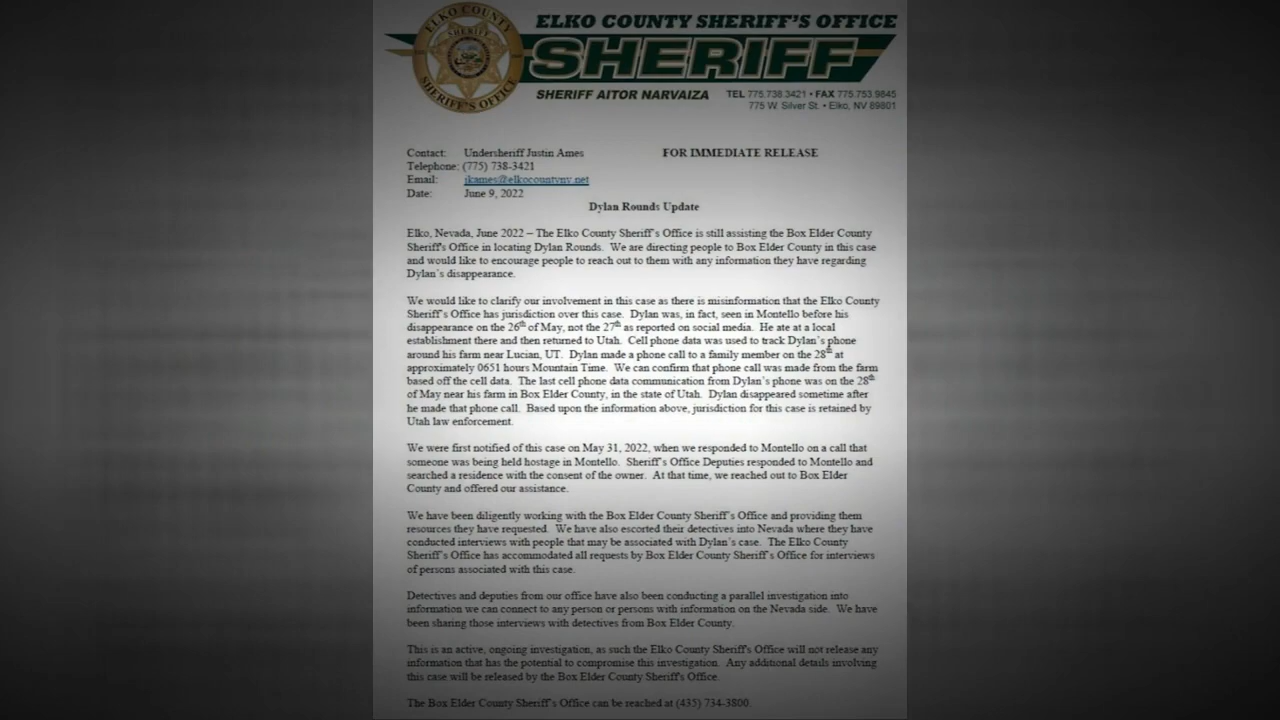 ELKO COUNTY
SHERIFF
SHERIFF'S OFFICE
ELKO COUNTY SHERIFF'S OFFICE
SHERIFF
SHERIFF AITOR NARVAIZA TEL 775.738.3421 • FAX 775.753.9845
775 W. Silver St. • Elko, NV 89801
Contact: Undersheriff Justin Ames FOR IMMEDIATE RELEASE
Telephone: (775) 738-3421
Email: jkames@elkocountynv.net
Date: June 9, 2022
Dylan Rounds Update
Elko, Nevada, June 2022 – The Elko County Sheriff's Office is still assisting the Box Elder County
Sheriff's Office in locating Dylan Rounds. We are directing people to Box Elder County in this case
and would like to encourage people to reach out to them with any information they have regarding
Dylan's disappearance.
We would like to clarify our involvement in this case as there is misinformation that the Elko County
Sheriff's Office has jurisdiction over this case. Dylan was, in fact, seen in Montello before his
disappearance on the 26th of May, not the 27th as reported on social media. He ate at a local
establishment there and then returned to Utah. Cell phone data was used to track Dylan's phone
around his farm near Lucian, UT. Dylan made a phone call to a family member on the 28th at
approximately 0651 hours Mountain Time. We can confirm that phone call was made from the farm
based off the cell data. The last cell phone data communication from Dylan's phone was on the 28th
of May near his farm in Box Elder County, in the state of Utah. Dylan disappeared sometime after
he made that phone call. Based upon the information above, jurisdiction for this case is retained by
Utah law enforcement.
We were first notified of this case on May 31, 2022, when we responded to Montello on a call that
someone was being held hostage in Montello. Sheriff's Office Deputies responded to Montello and
searched a residence with the consent of the owner. At that time, we reached out to Box Elder
County and offered our assistance.
We have been diligently working with the Box Elder County Sheriff's Office and providing them
resources they have requested. We have also escorted their detectives into Nevada where they have
conducted interviews with people that may be associated with Dylan's case. The Elko County
Sheriff's Office has accommodated all requests by Box Elder County Sheriff's Office for interviews
of persons associated with this case.
Detectives and deputies from our office have also been conducting a parallel investigation into
information we can connect to any person or persons with information on the Nevada side. We have
been sharing those interviews with detectives from Box Elder County.
This is an active, ongoing investigation, as such the Elko County Sheriff's Office will not release any
information that has the potential to compromise this investigation. Any additional details involving
this case will be released by the Box Elder County Sheriff's Office.
The Box Elder County Sheriff's Office can be reached at (435) 734-3800.